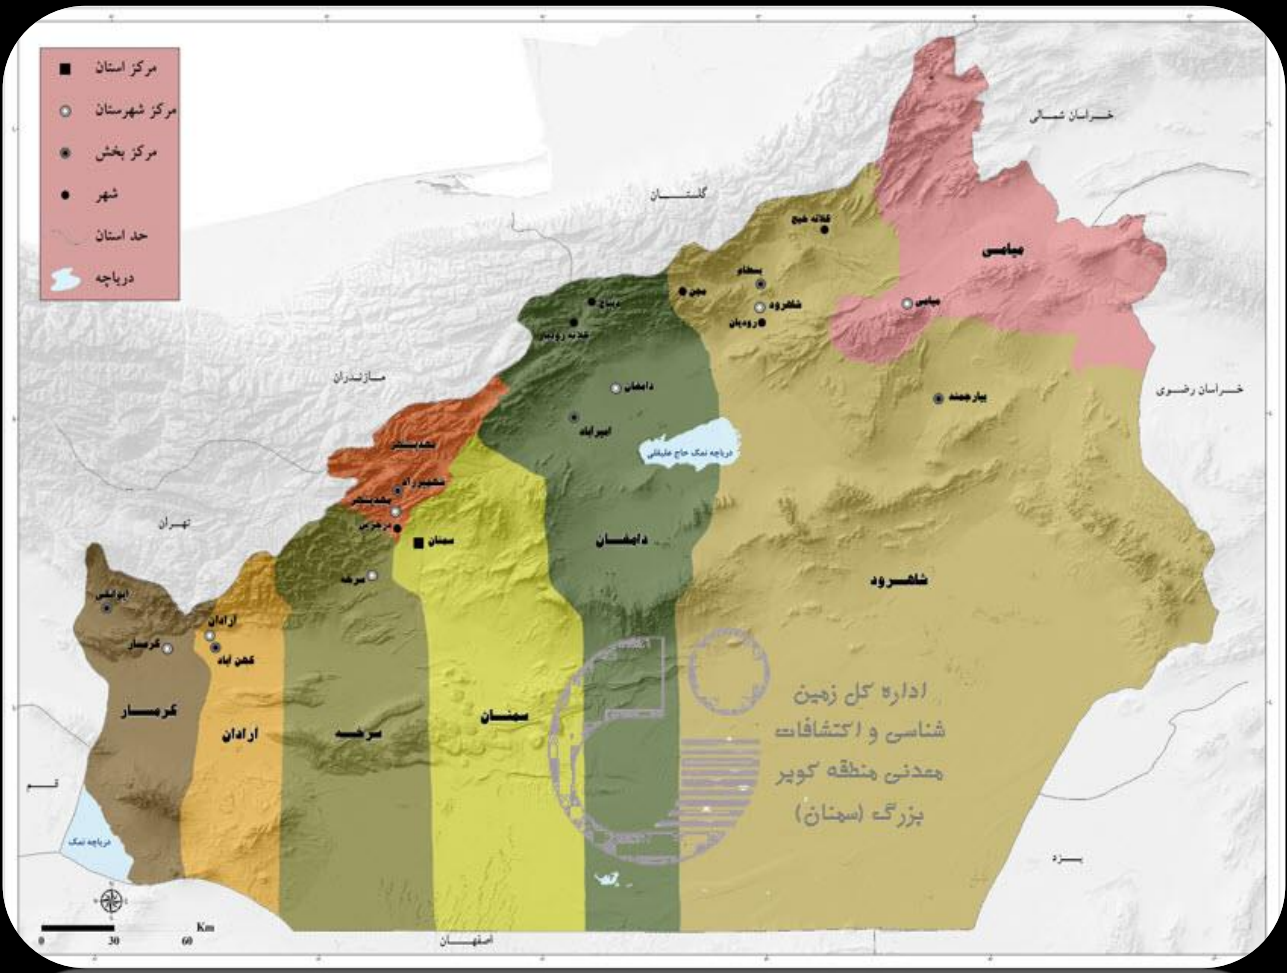 مرکز استان
مرکز شهرستان
مرکز بخش
شهر
حد استان
دریاچه
خراسان شمالی
گلستان
کلاته خیج
میامی
بسطام
مجن
شاهرود
میامی
رودیان
دیباج
کلاته رودبار
مازندران
دامغان
خراسان رضوی
بیارجمند
امیرآباد
مهدیشهر
دریاچه نمک حاج علیقلی
شهمیرزاد
مهدیشهر
تهران
درجزین
سمنان
دامغان
سرخه
شاهرود
ایوانکی
آرادان
گرمسار
کهن آباد
اداره کل زمین
شناسی و اکتشافات
معدنی منطقه کویر
بزرگ (سمنان)
گرمسار
سمنان
آرادان
سرخه
قم
دریاچه نمک
یزد
Km
0 30 60
اصفهان